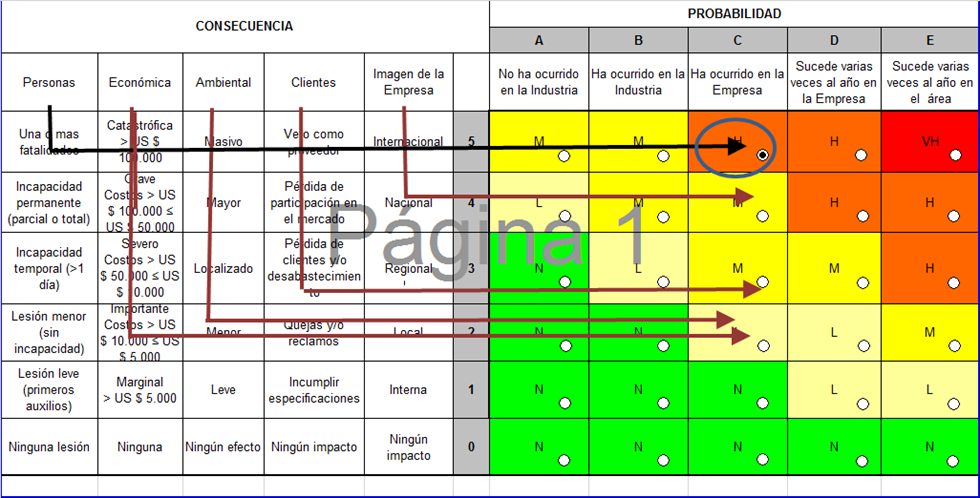 CONSECUENCIA
PROBABILIDAD
A B C D E
Personas
Económica
Ambiental
Clientes
Imagen de la
Empresa
No ha ocurrido
en la Industria
Ha ocurrido en la
Industria
Ha ocurrido en la
Empresa
Sucede varias
veces al año en
la Empresa
Sucede varias
veces al año en
el área
Una o mas
fatalidades
Catastrófica
> US $
100.000
Masivo
Veto como
proveedor
Internacional
5
M M H H VH
Incapacidad
permanente
(parcial o total)
Grave
Costos > US
$ 100.000 ≤
US $ 50.000
Mayor
Pérdida de
participación en
el mercado
Nacional
4
L M M H H
Incapacidad
temporal (>1
día)
Severo
Costos > US
$ 50.000 ≤ US
$ 10.000
Localizado
Pérdida de
clientes y/o
desabastecimien
to
Regional
3
N L M M H
Lesión menor
(sin
incapacidad)
Importante
Costos > US
$ 10.000 ≤ US
$ 5.000
Menor
Quejas y/o
reclamos
Local
2
N N L L M
Lesión leve
(primeros
auxilios)
Marginal
> US $ 5.000
Leve
Incumplir
especificaciones
Interna
1
N N N L L
Ninguna lesión
Ninguna
Ningún efecto
Ningún impacto
Ningún
impacto
0
N N N N N
Página 1